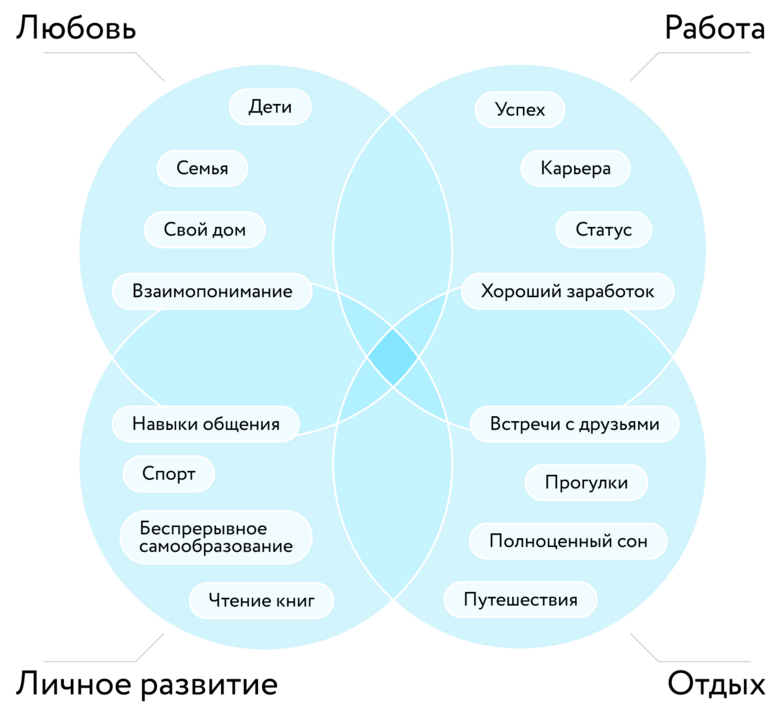 Любовь
Работа
Дети
Успех
Семья
Карьера
Свой дом
Статус
Взаимопонимание
Хороший заработок
Навыки общения
Встречи с друзьями
Спорт
Прогулки
Беспрерывное
самообразование
Полноценный сон
Чтение книг
Путешествия
Личное развитие
Отдых